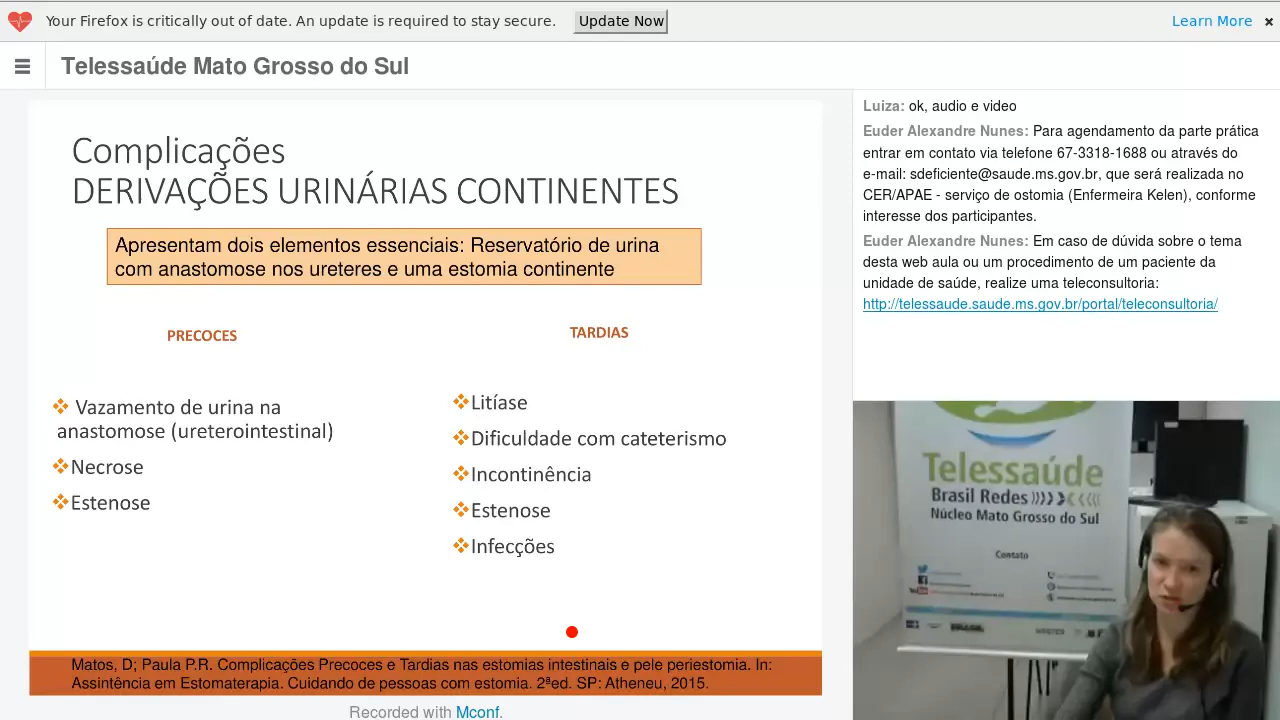 Your Firefox is critically out of date. An update is required to stay secure.
Update Now
Learn More
Telessaúde Mato Grosso do Sul
Complicações
DERIVAÇÕES URINÁRIAS CONTINENTES
Apresentam dois elementos essenciais: Reservatório de urina
com anastomose nos ureteres e uma estomia continente
PRECOCES
Vazamento de urina na
anastomose (ureterointestinal)
Necrose
Estenose
TARDIAS
Litíase
Dificuldade com cateterismo
Incontinência
Estenose
Infecções
Matos, D; Paula P.R. Complicações Precoces e Tardias nas estomias intestinais e pele periestomia. In:
Assintência em Estomaterapia. Cuidando de pessoas com estomia. 2ªed. SP: Atheneu, 2015.
Recorded with Mconf.
Luiza: ok, audio e video
Euder Alexandre Nunes: Para agendamento da parte prática
entrar em contato via telefone 67-3318-1688 ou através do
e-mail: sdeficiente@saude.ms.gov.br, que será realizada no
CER/APAE - serviço de ostomia (Enfermeira Kelen), conforme
interesse dos participantes.
Euder Alexandre Nunes: Em caso de dúvida sobre o tema
desta web aula ou um procedimento de um paciente da
unidade de saúde, realize uma teleconsultoria:
http://telessaude.saude.ms.gov.br/portal/teleconsultoria/
Telessaúde
Brasil Redes
Núcleo Mato Grosso do Sul
Contato